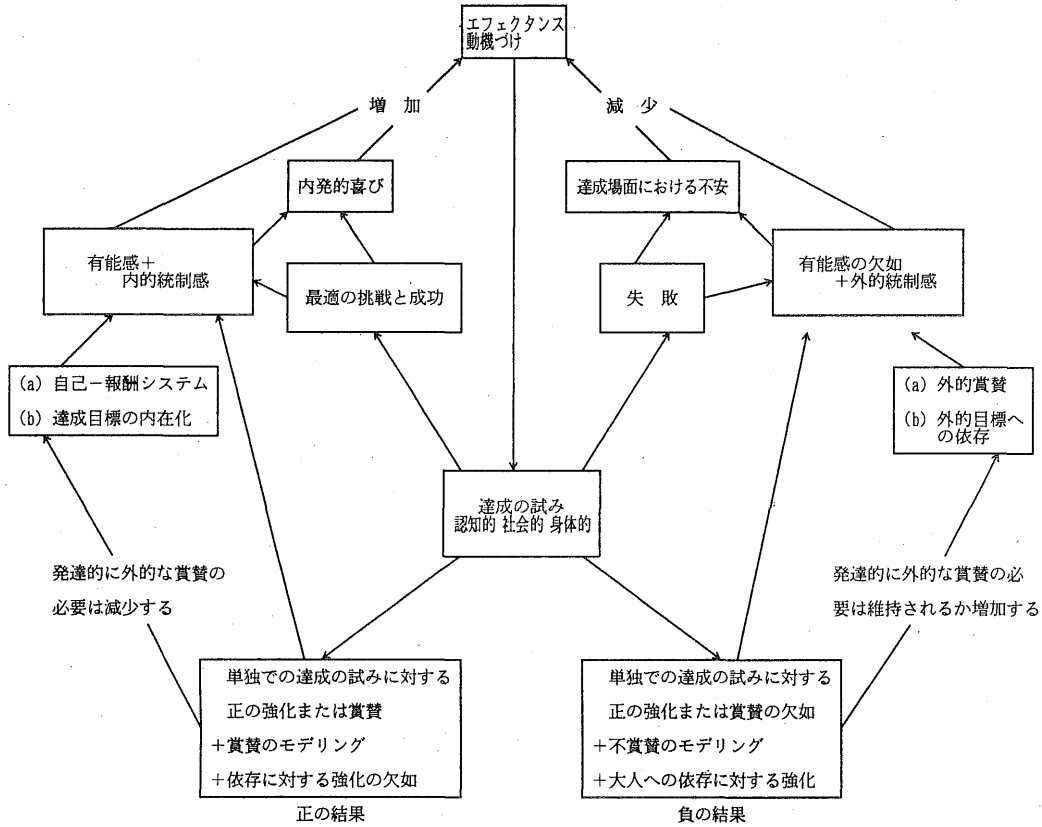 エフェクタンス
動機づけ
増 加
減 少
内発的喜び
達成場面における不安
有能感+
内的統制感
最適の挑戦と成功
失 敗
有能感の欠如
+外的統制感
(a) 自己-報酬システム
(b) 達成目標の内在化
(a) 外的賞賛
(b) 外的目標へ
の依存
達成の試み
認知的 社会的 身体的
発達的に外的な賞賛の
必要は減少する
発達的に外的な賞賛の必
要は維持されるか増加する
単独での達成の試みに対する
正の強化または賞賛
+賞賛のモデリング
+依存に対する強化の欠如
正の結果
単独での達成の試みに対する
正の強化または賞賛の欠如
+不賞賛のモデリング
+大人への依存に対する強化
負の結果